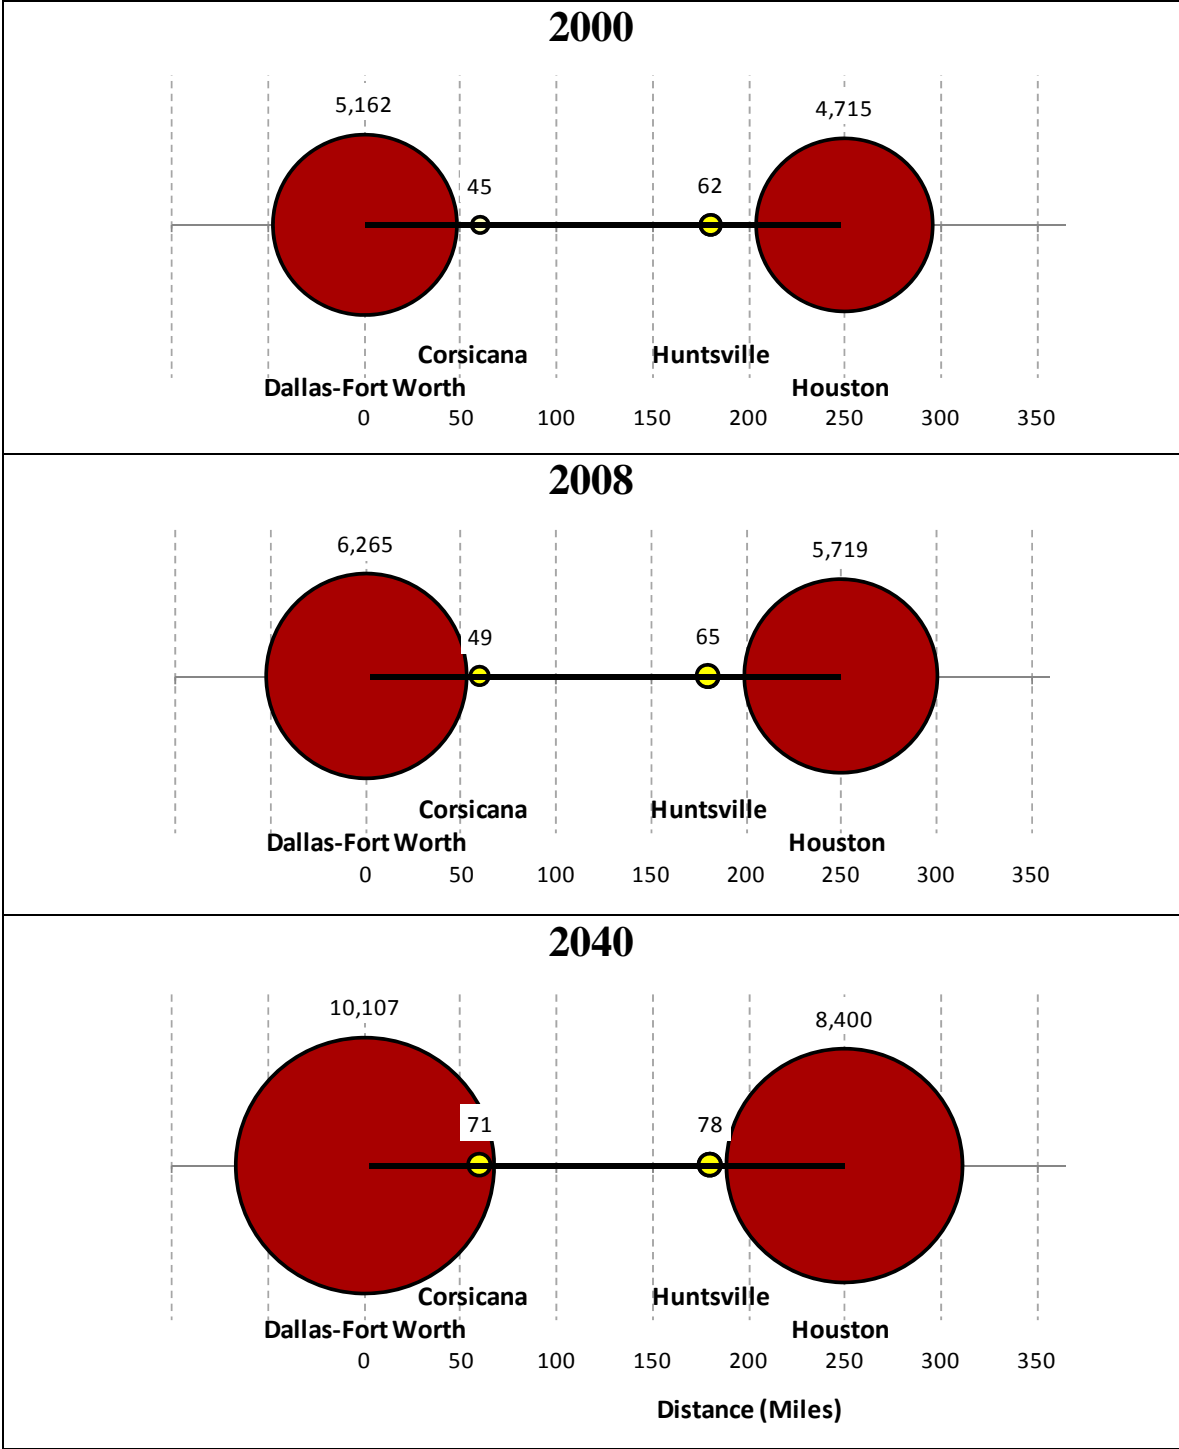 2000
5,162
4,715
45
62
Corsicana
Huntsville
Dallas-Fort Worth
Houston
0 50 100 150 200 250 300 350
2008
6,265
5,719
49
65
Corsicana
Huntsville
Dallas-Fort Worth
Houston
0 50 100 150 200 250 300 350
2040
10,107
8,400
71
78
Corsicana
Huntsville
Dallas-Fort Worth
Houston
0 50 100 150 200 250 300 350
Distance (Miles)